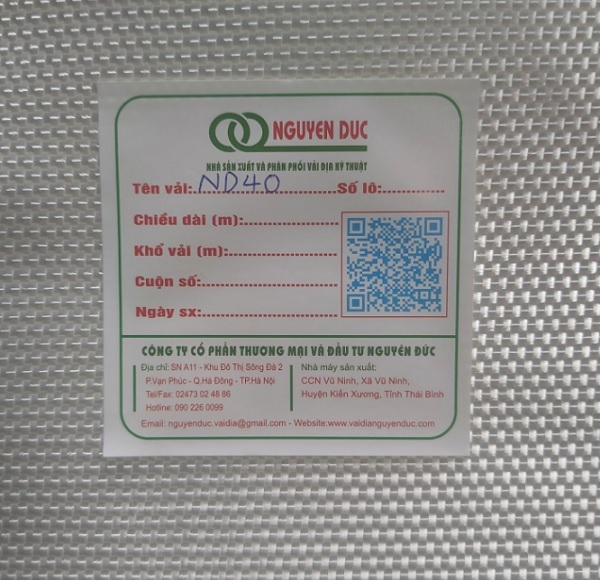 NGUYEN DUC
NHÀ SẢN XUẤT VÀ PHÂN PHỐI VẢI ĐỊA KỸ THUẬT
Tên vải:..ND40..............Số lô:..............
Chiều dài (m):......................
Khổ vải (m):.........................
Cuộn số:..............................
Ngày sx:..............................
CÔNG TY CỔ PHẦN THƯƠNG MẠI VÀ ĐẦU TƯ NGUYÊN ĐỨC
Địa chỉ: SN A11 - Khu Đô Thị Sông Đà 2
P.Vạn Phúc - Q.Hà Đông - TP.Hà Nội
Tel/Fax: 02473 02 48 86
Hotline: 090 226 0099
Nhà máy sản xuất:
CCN Vũ Ninh, Xã Vũ Ninh,
Huyện Kiến Xương, Tỉnh Thái Bình
Email: nguyenduc.vaidia@gmail.com - Website:www.vaidianguyenduc.com